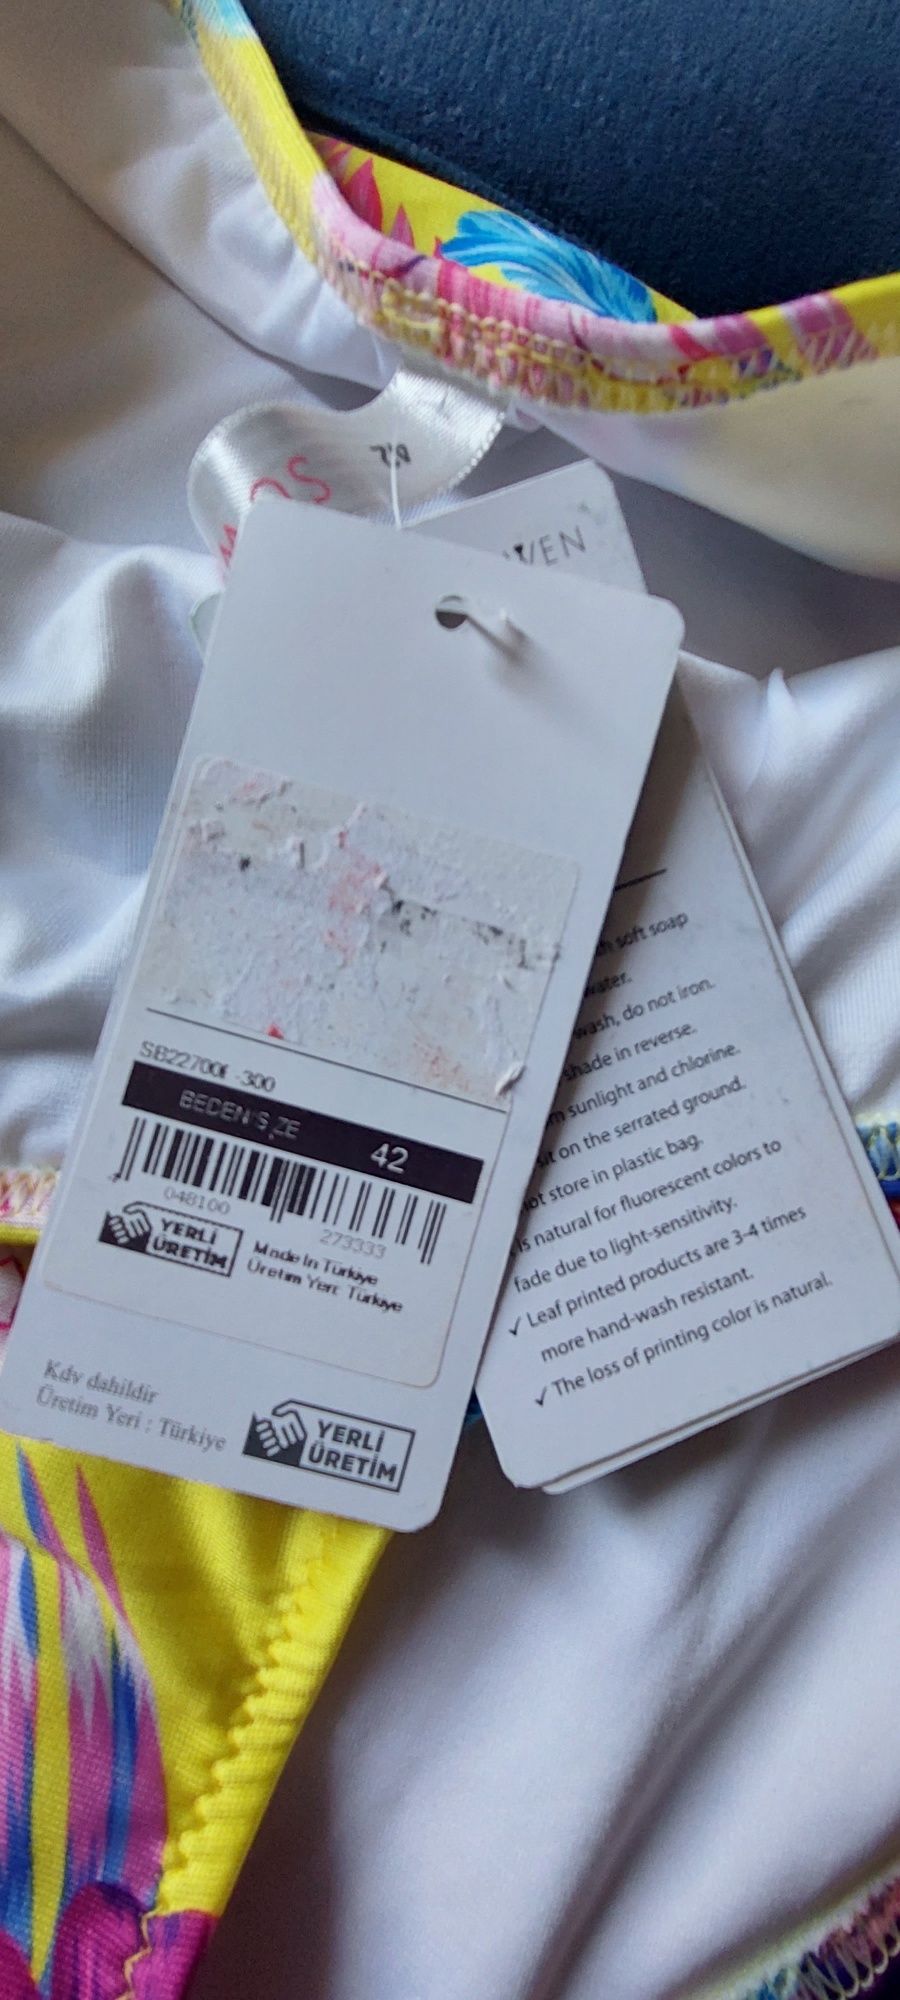 42
SB22700 -300
BEDEN/SIZE 42
048100 273333
YERLİ
ÜRETİM
Made In Türkiye
Üretim Yeri: Türkiye
Kdv dahildir
Üretim Yeri : Türkiye
YERLİ
ÜRETİM
soft soap
water.
wash, do not iron.
shade in reverse.
sunlight and chlorine.
on the serrated ground.
not store in plastic bag.
is natural for fluorescent colors to
fade due to light-sensitivity.
✓ Leaf printed products are 3-4 times
more hand-wash resistant.
✓ The loss of printing color is natural.